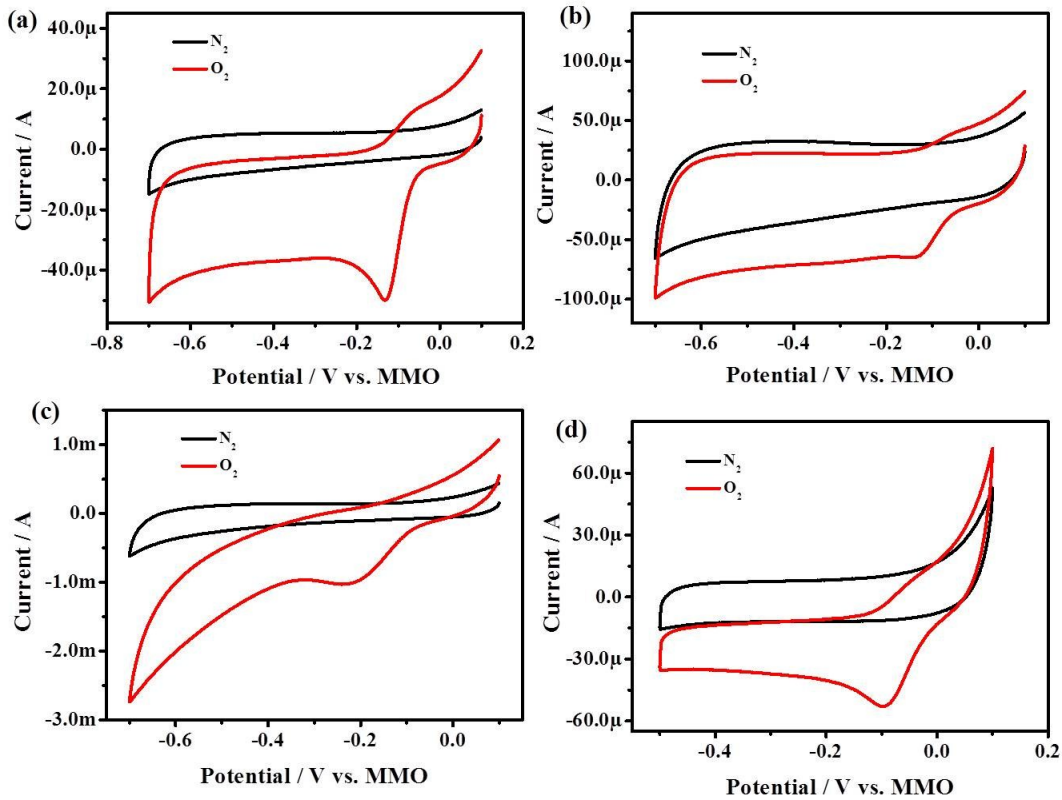 (a)
40.0μ
20.0μ
0.0
-20.0μ
-40.0μ
Current / A
N₂
O₂
-0.8 -0.6 -0.4 -0.2 0.0 0.2
Potential / V vs. MMO
(b)
100.0μ
50.0μ
0.0
-50.0μ
-100.0μ
Current / A
N₂
O₂
-0.6 -0.4 -0.2 0.0
Potential / V vs. MMO
(c)
1.0m
0.0
-1.0m
-2.0m
-3.0m
Current / A
N₂
O₂
-0.6 -0.4 -0.2 0.0
Potential / V vs. MMO
(d)
60.0μ
30.0μ
0.0
-30.0μ
-60.0μ
Current / A
N₂
O₂
-0.4 -0.2 0.0 0.2
Potential / V vs. MMO